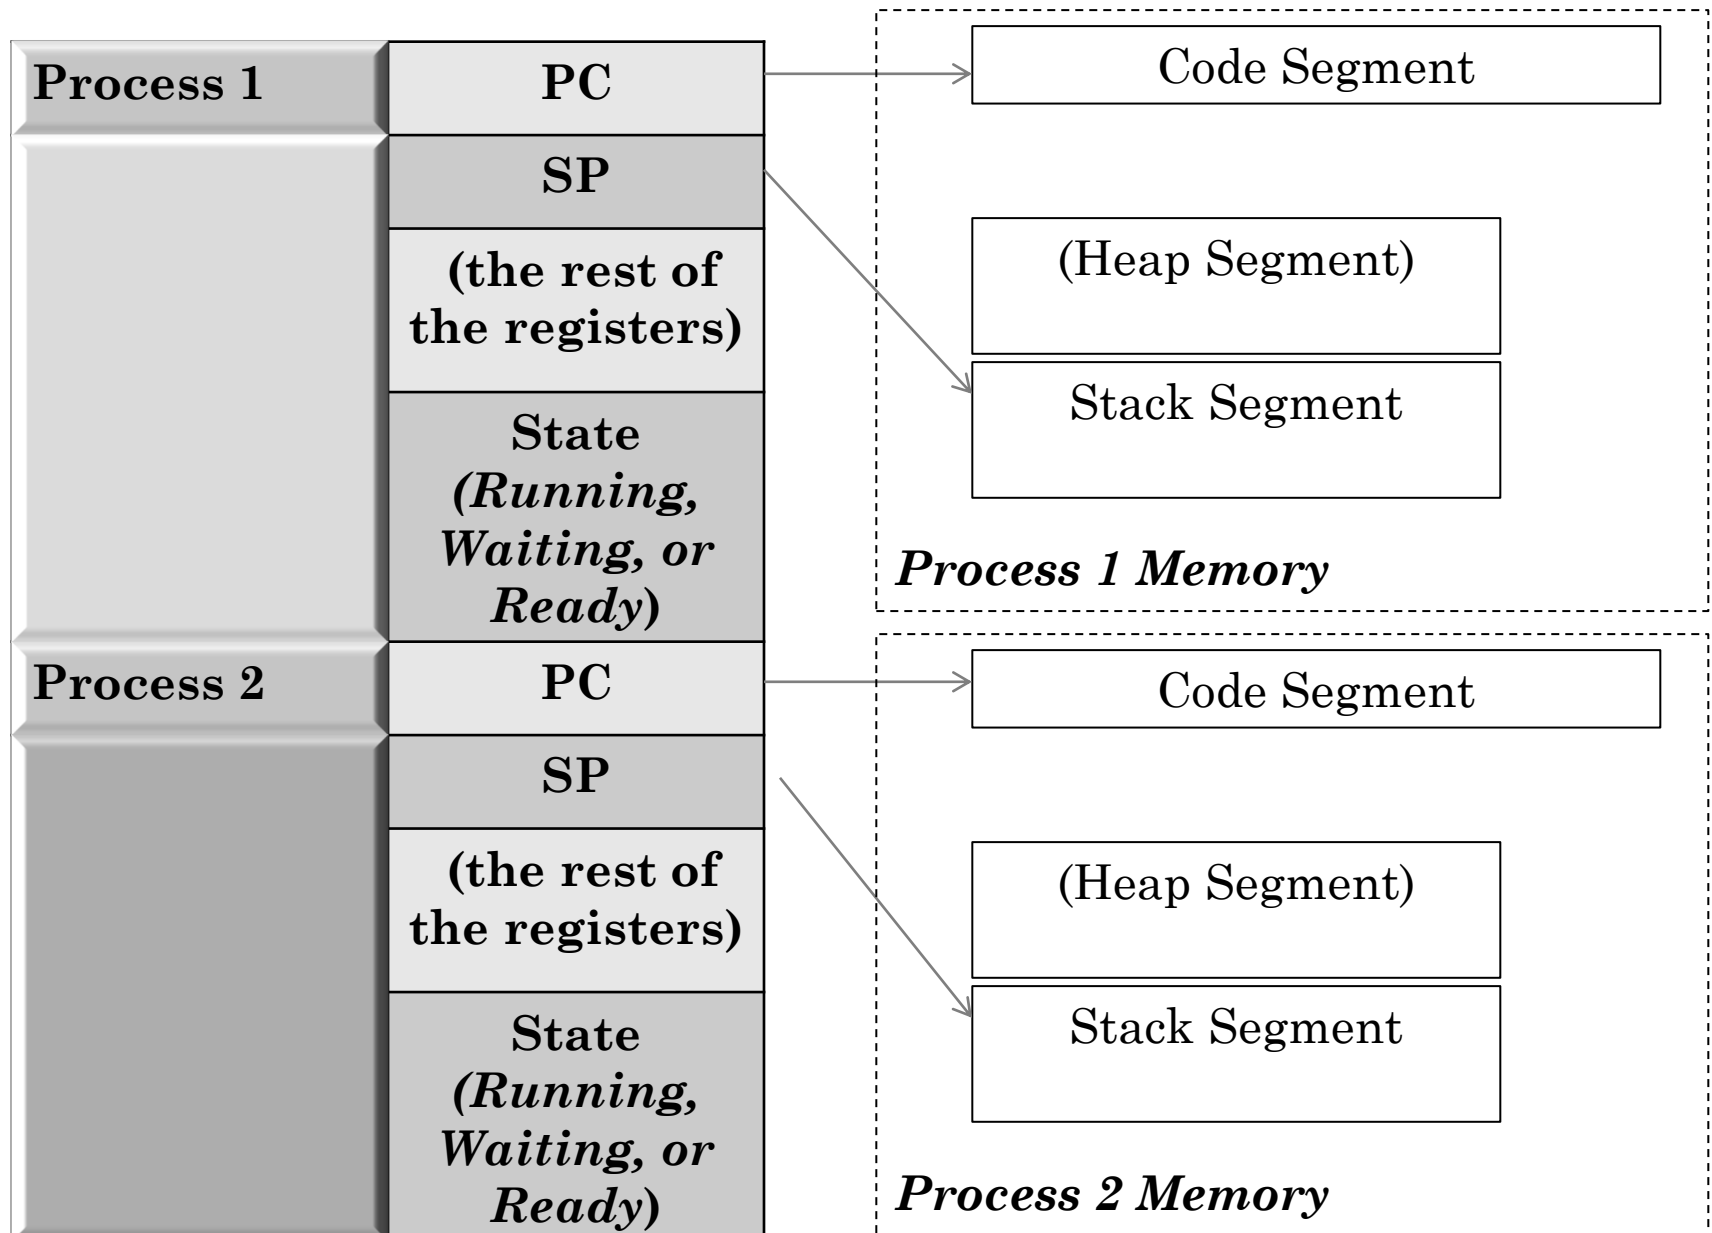 Process 1
PC
SP
(the rest of
the registers)
State
(Running,
Waiting, or
Ready)
Code Segment
(Heap Segment)
Stack Segment
Process 1 Memory
Process 2
PC
SP
(the rest of
the registers)
State
(Running,
Waiting, or
Ready)
Code Segment
(Heap Segment)
Stack Segment
Process 2 Memory